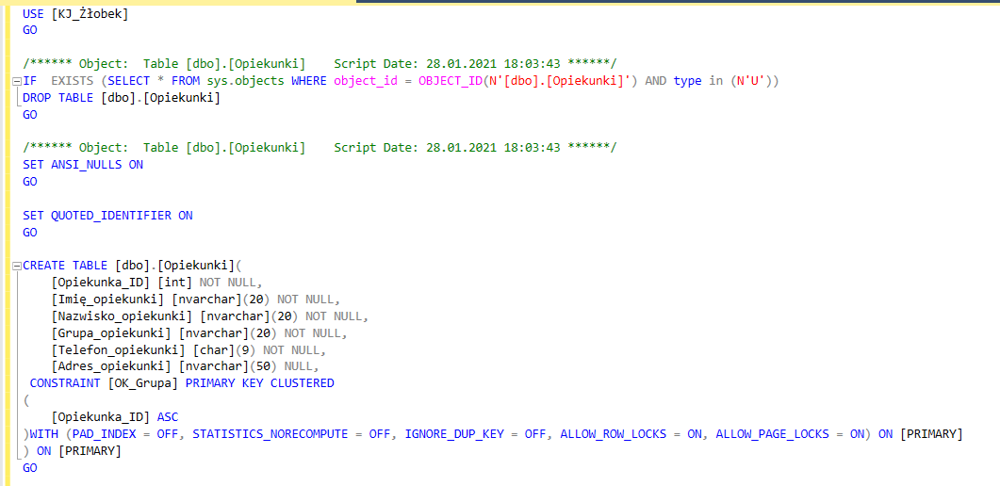 USE [KJ_Żłobek]
GO
/****** Object:  Table [dbo].[Opiekunki]    Script Date: 28.01.2021 18:03:43 ******/
IF  EXISTS (SELECT * FROM sys.objects WHERE object_id = OBJECT_ID(N'[dbo].[Opiekunki]') AND type in (N'U'))
DROP TABLE [dbo].[Opiekunki]
GO
/****** Object:  Table [dbo].[Opiekunki]    Script Date: 28.01.2021 18:03:43 ******/
SET ANSI_NULLS ON
GO
SET QUOTED_IDENTIFIER ON
GO
CREATE TABLE [dbo].[Opiekunki](
    [Opiekunka_ID] [int] NOT NULL,
    [Imię_opiekunki] [nvarchar](20) NOT NULL,
    [Nazwisko_opiekunki] [nvarchar](20) NOT NULL,
    [Grupa_opiekunki] [nvarchar](20) NOT NULL,
    [Telefon_opiekunki] [char](9) NOT NULL,
    [Adres_opiekunki] [nvarchar](50) NULL,
 CONSTRAINT [OK_Grupa] PRIMARY KEY CLUSTERED
(
    [Opiekunka_ID] ASC
)WITH (PAD_INDEX = OFF, STATISTICS_NORECOMPUTE = OFF, IGNORE_DUP_KEY = OFF, ALLOW_ROW_LOCKS = ON, ALLOW_PAGE_LOCKS = ON) ON [PRIMARY]
) ON [PRIMARY]
GO